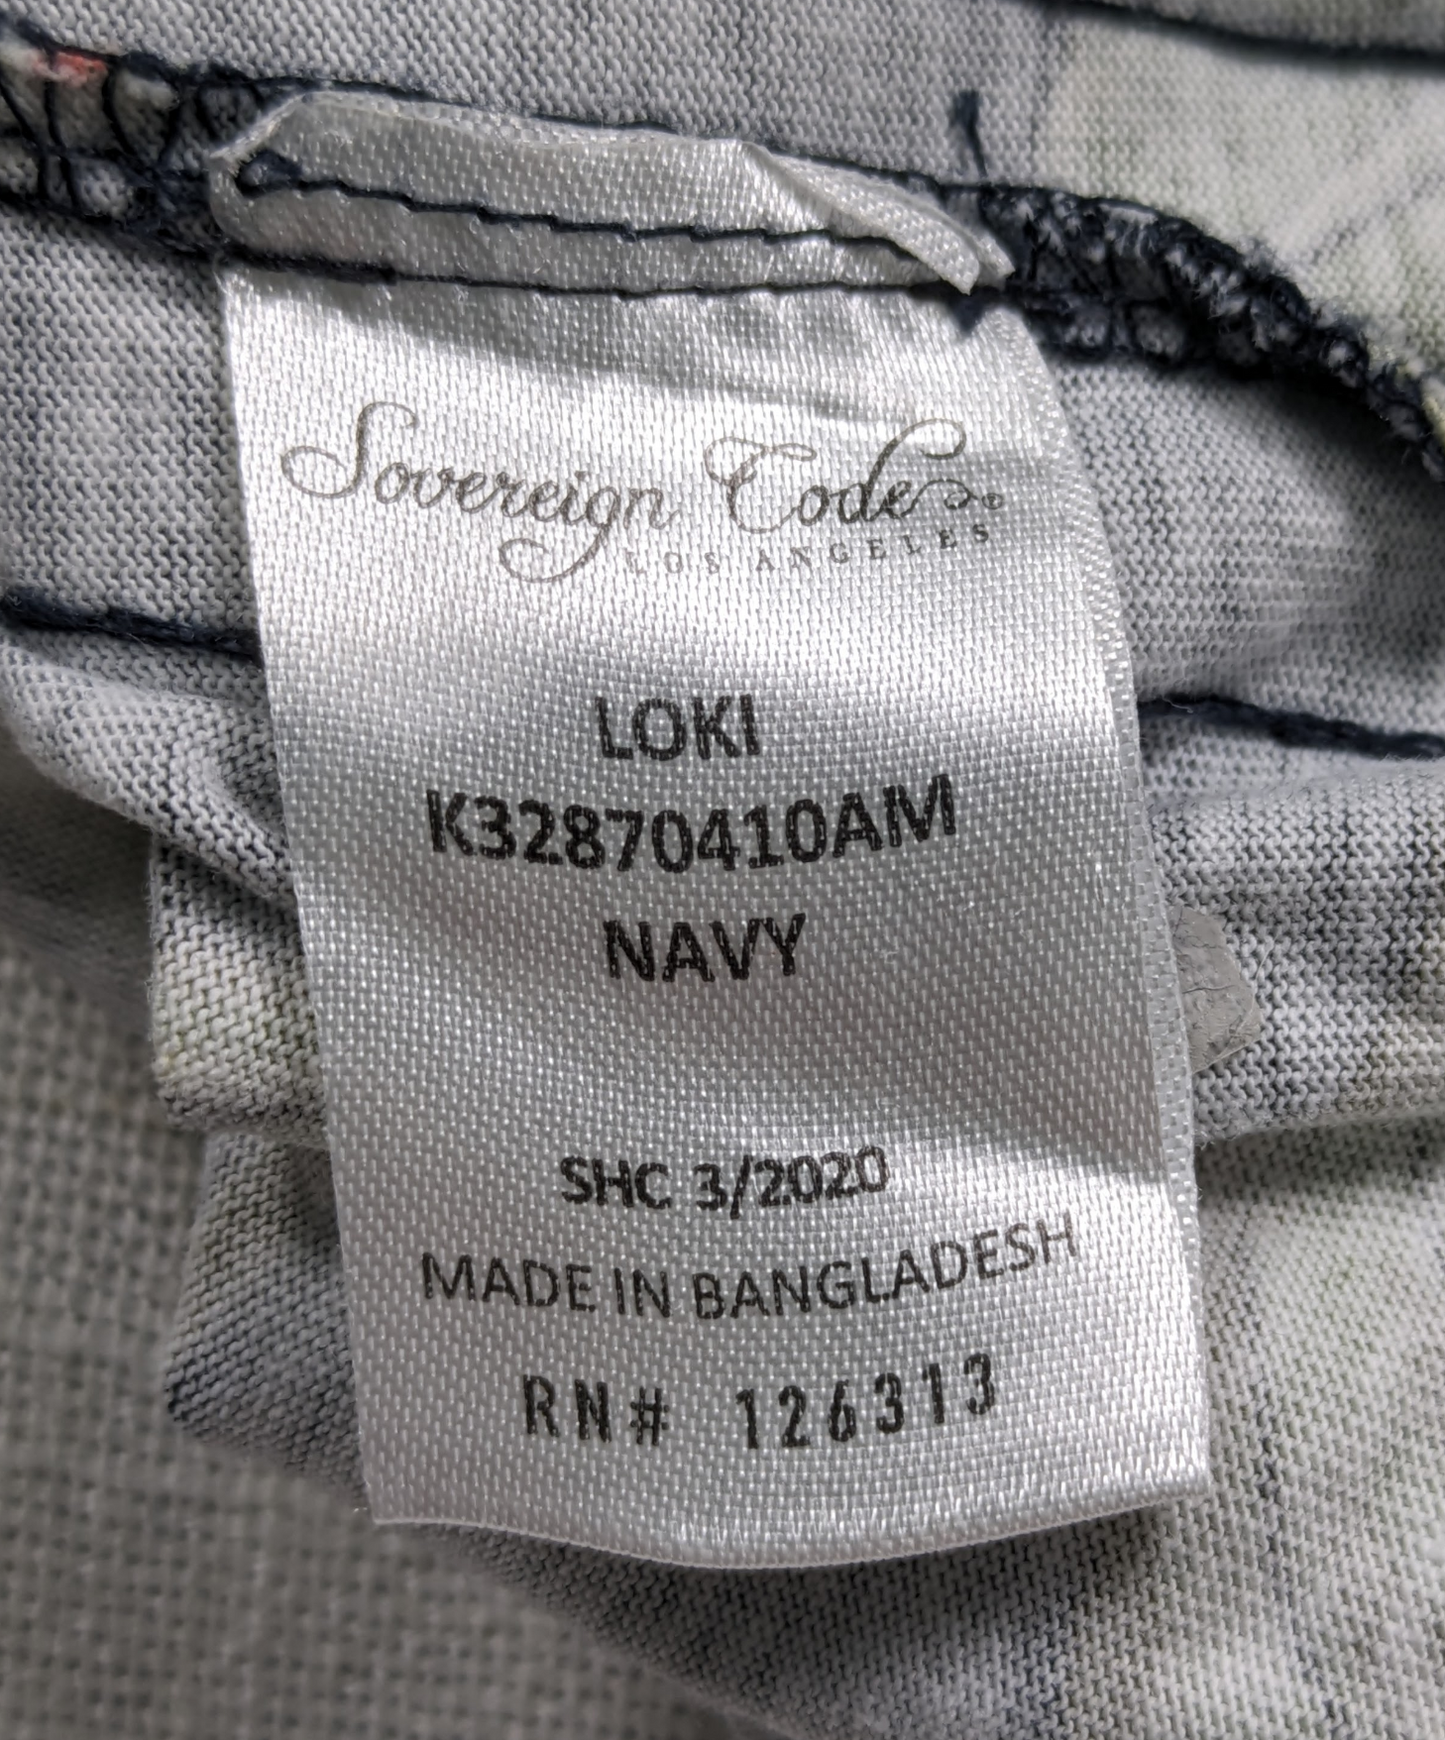 Sovereign Code
LOS ANGELES
LOKI
K32870410AM
NAVY
SHC 3/2020
MADE IN BANGLADESH
RN# 126313